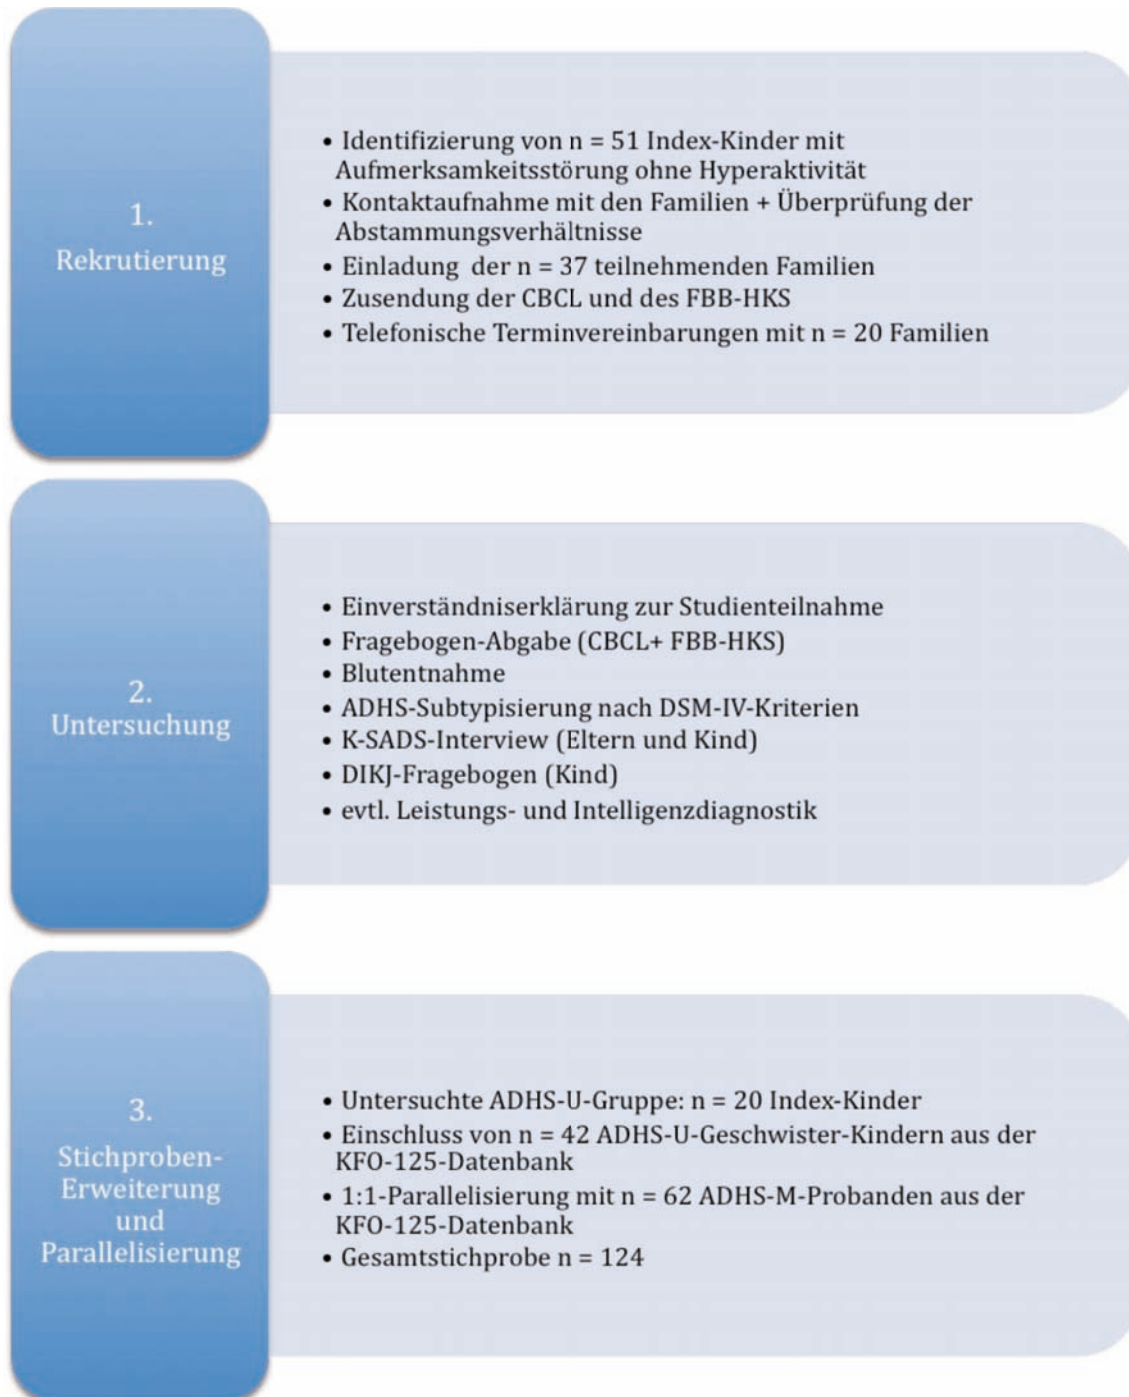 1.
Rekrutierung
• Identifizierung von n = 51 Index-Kinder mit
Aufmerksamkeitsstörung ohne Hyperaktivität
• Kontaktaufnahme mit den Familien + Überprüfung der
Abstammungsverhältnisse
• Einladung der n = 37 teilnehmenden Familien
• Zusendung der CBCL und des FBB-HKS
• Telefonische Terminvereinbarungen mit n = 20 Familien
2.
Untersuchung
• Einverständniserklärung zur Studienteilnahme
• Fragebogen-Abgabe (CBCL+ FBB-HKS)
• Blutentnahme
• ADHS-Subtypisierung nach DSM-IV-Kriterien
• K-SADS-Interview (Eltern und Kind)
• DIKJ-Fragebogen (Kind)
• evtl. Leistungs- und Intelligenzdiagnostik
3.
Stichproben-
Erweiterung
und
Parallelisierung
• Untersuchte ADHS-U-Gruppe: n = 20 Index-Kinder
• Einschluss von n = 42 ADHS-U-Geschwister-Kindern aus der
KFO-125-Datenbank
• 1:1-Parallelisierung mit n = 62 ADHS-M-Probanden aus der
KFO-125-Datenbank
• Gesamtstichprobe n = 124